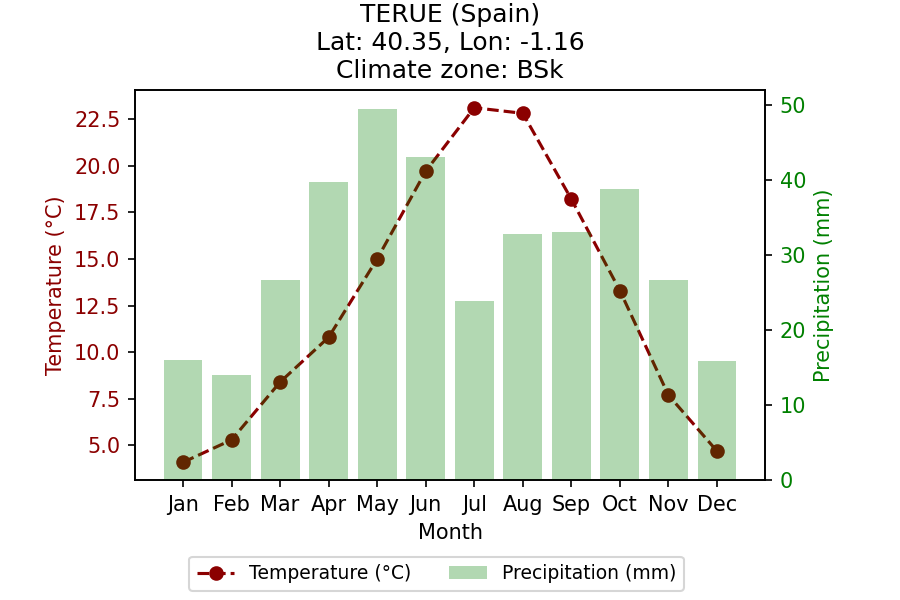 TERUE (Spain)
Lat: 40.35, Lon: -1.16
Climate zone: BSk
Temperature (°C)
22.5
20.0
17.5
15.0
12.5
10.0
7.5
5.0
50
40
30
20
10
0
Precipitation (mm)
Jan Feb Mar Apr May Jun Jul Aug Sep Oct Nov Dec
Month
Temperature (°C) Precipitation (mm)